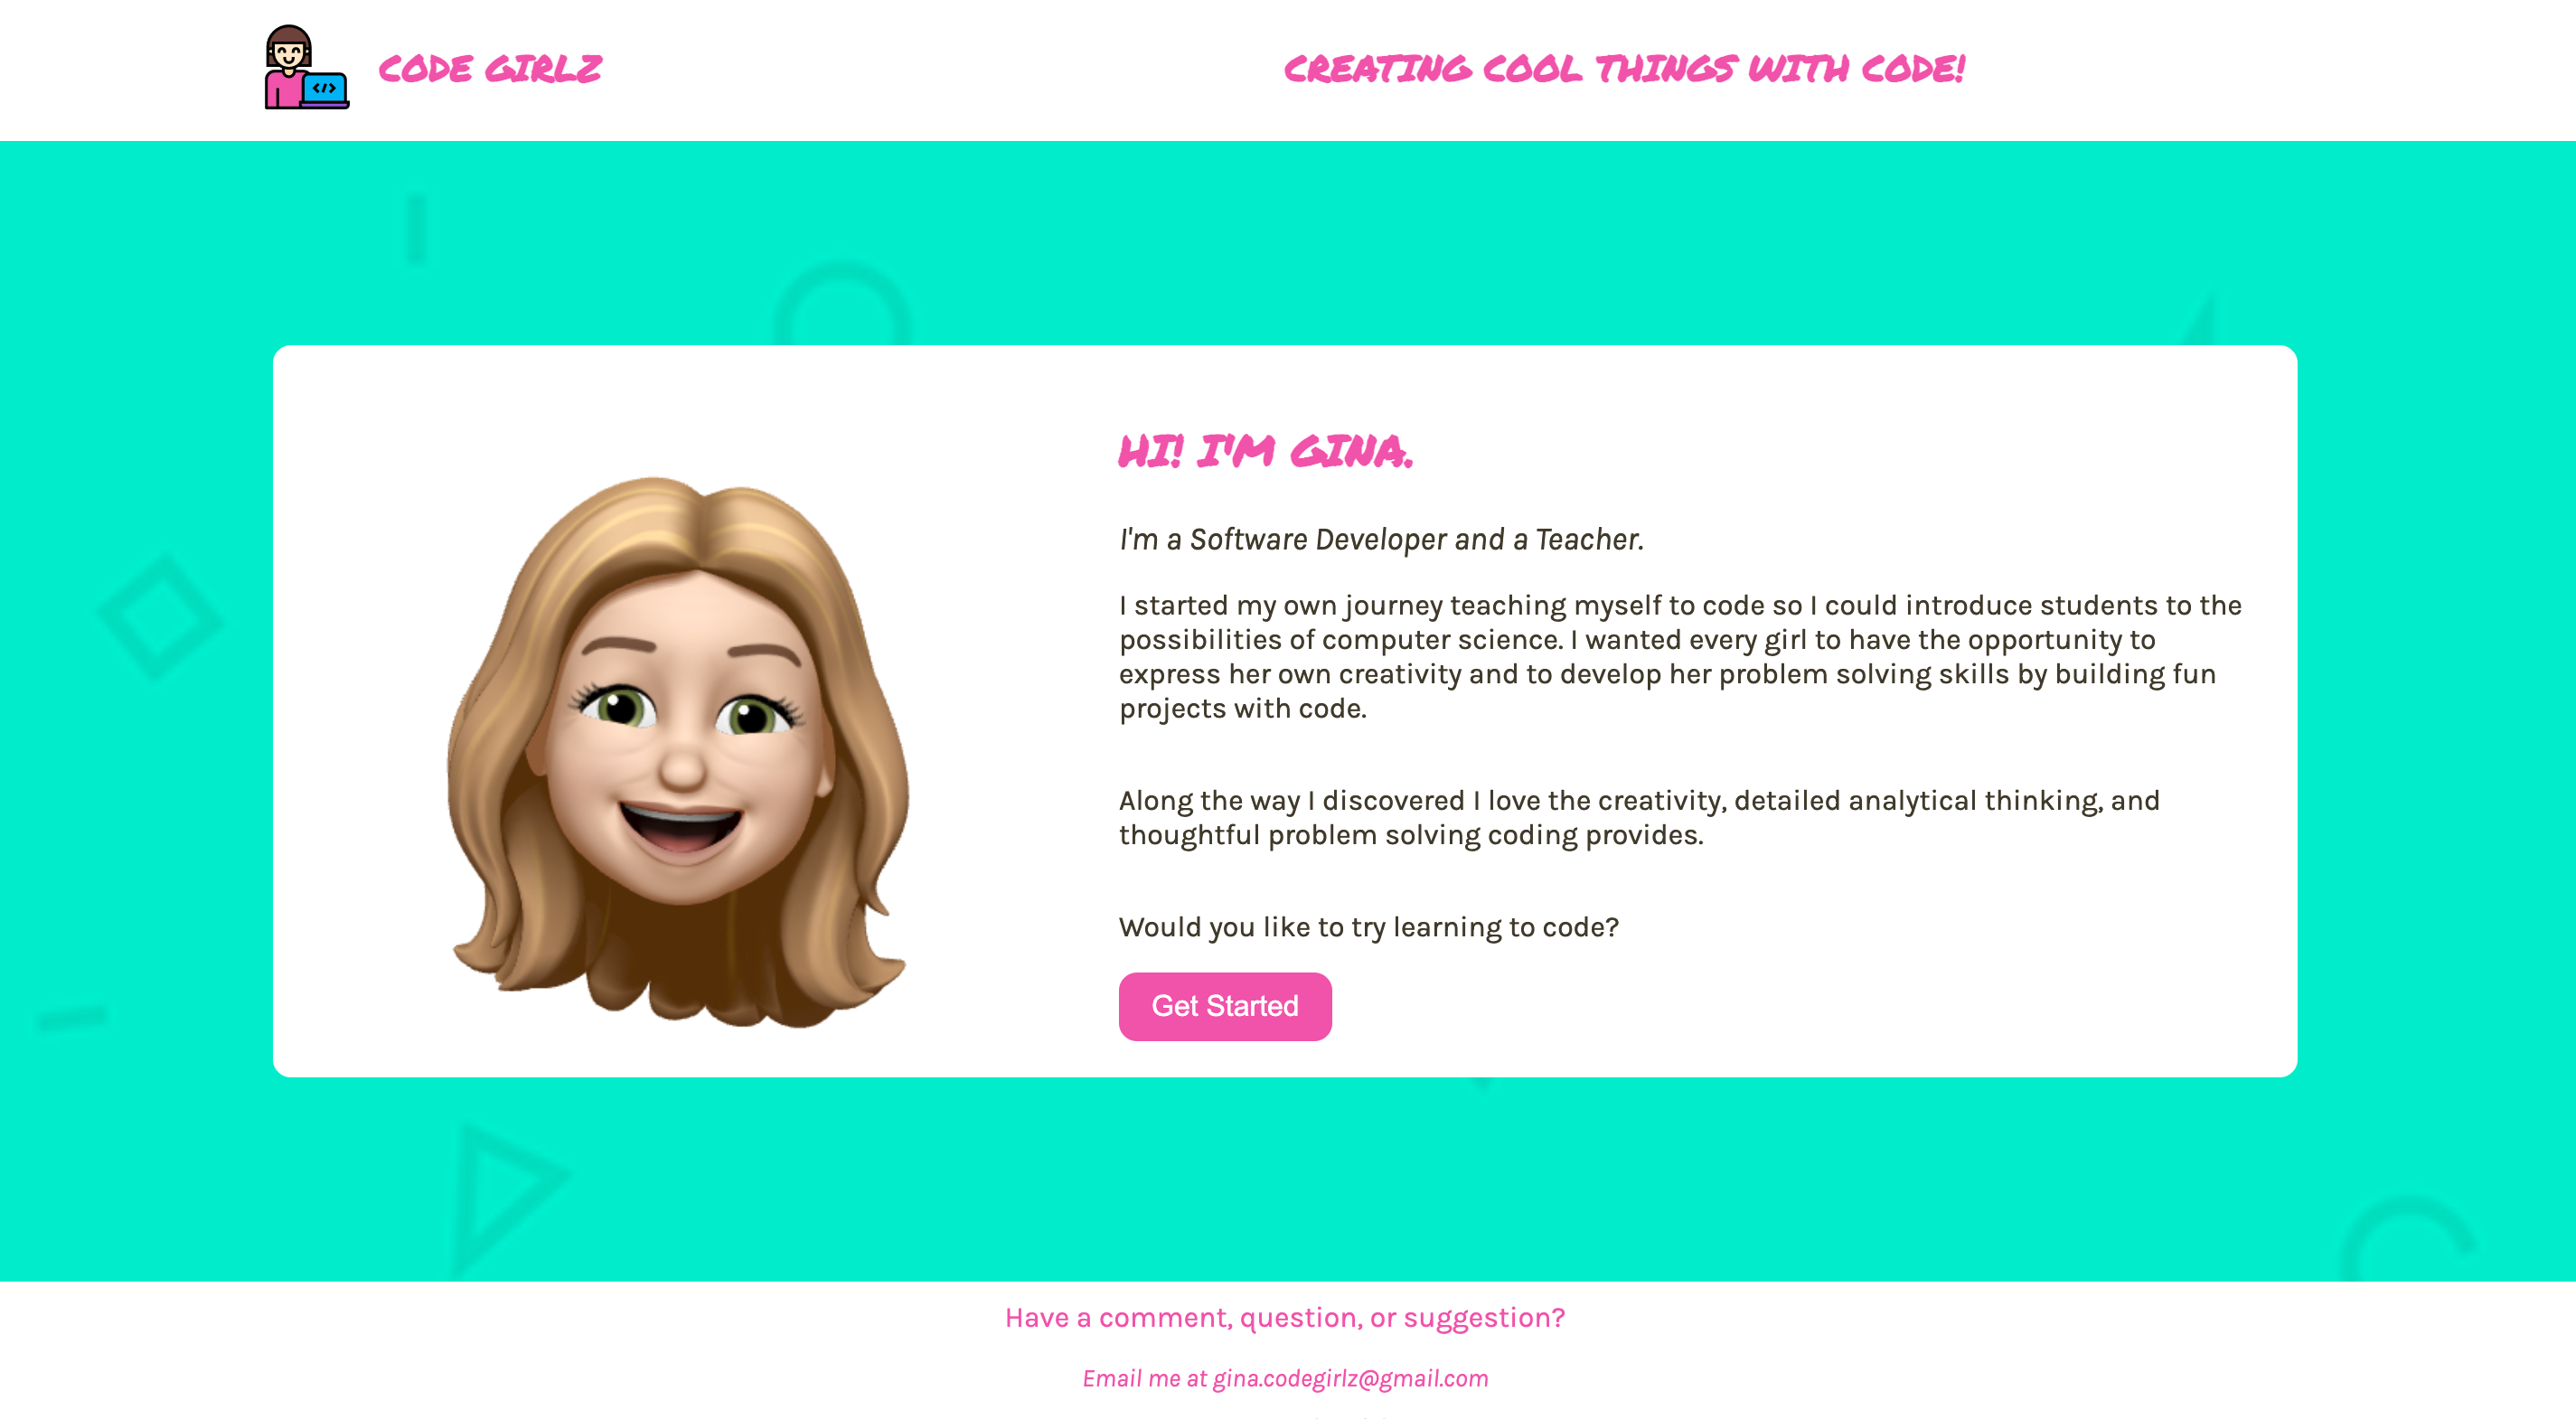 CODE GIRLZ
CREATING COOL THINGS WITH CODE!
</>
HI! I'M GINA.
I'm a Software Developer and a Teacher.
I started my own journey teaching myself to code so I could introduce students to the
possibilities of computer science. I wanted every girl to have the opportunity to
express her own creativity and to develop her problem solving skills by building fun
projects with code.
Along the way I discovered I love the creativity, detailed analytical thinking, and
thoughtful problem solving coding provides.
Would you like to try learning to code?
Get Started
Have a comment, question, or suggestion?
Email me at gina.codegirlz@gmail.com